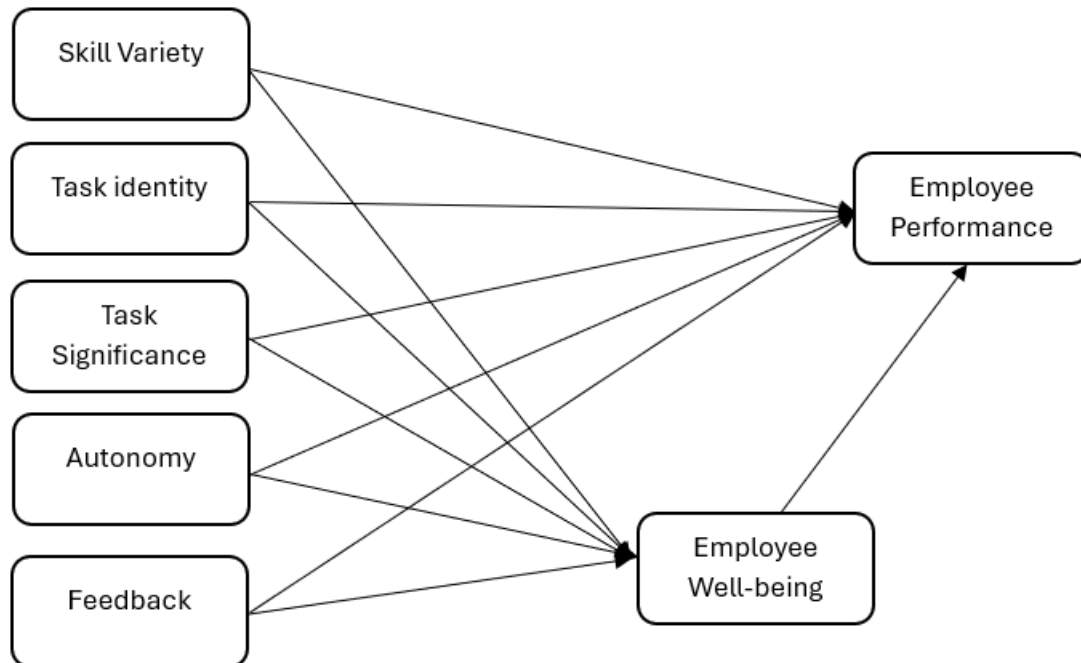 Skill Variety
Task identity
Task
Significance
Autonomy
Feedback
Employee
Performance
Employee
Well-being